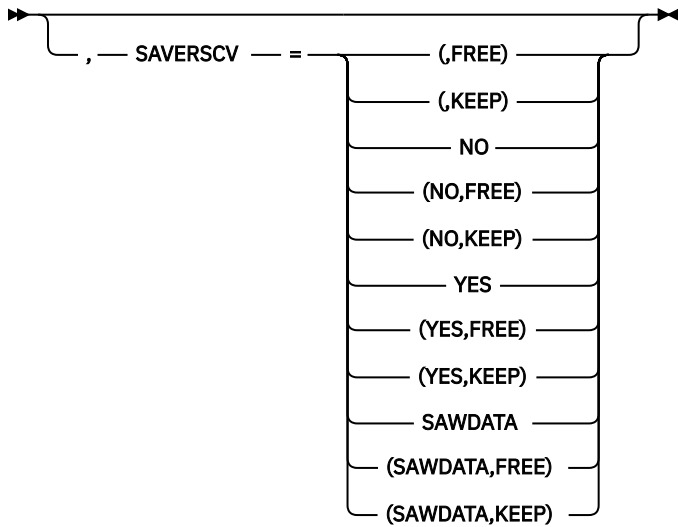 , SAVERSCV = (,FREE)
(,KEEP)
NO
(NO,FREE)
(NO,KEEP)
YES
(YES,FREE)
(YES,KEEP)
SAWDATA
(SAWDATA,FREE)
(SAWDATA,KEEP)